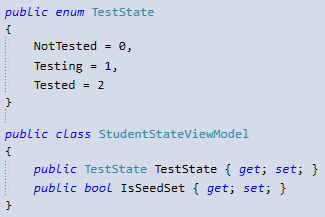 public enum TestState
{
    NotTested = 0,
    Testing = 1,
    Tested = 2
}
public class StudentStateViewModel
{
    public TestState TestState { get; set; }
    public bool IsSeedSet { get; set; }
}